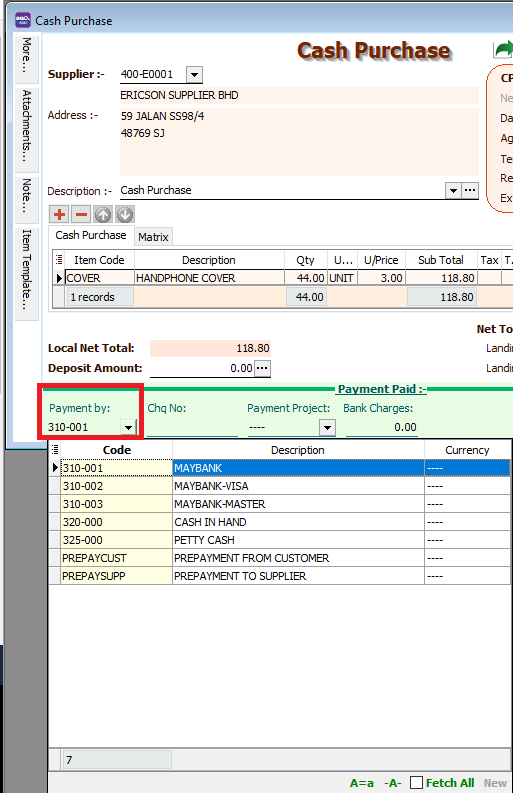 Cash Purchase
More...
Attachments...
Note...
Item Template...
Cash Purchase
Supplier :- 400-E0001
ERICSON SUPPLIER BHD
Address :- 59 JALAN SS98/4
48769 SJ
Description :- Cash Purchase
CP
Ne
Da
Ag
Te
Re
Ex
Cash Purchase Matrix
Item Code Description Qty U... U/Price Sub Total Tax T.
COVER HANDPHONE COVER 44.00 UNIT 3.00 118.80
1 records 44.00 118.80
Net To
Local Net Total: 118.80 Landi
Deposit Amount: 0.00 Landi
Payment Paid :-
Payment by: Chq No: Payment Project: Bank Charges:
310-001 ---- 0.00
Code Description Currency
310-001 MAYBANK ----
310-002 MAYBANK-VISA ----
310-003 MAYBANK-MASTER ----
320-000 CASH IN HAND ----
325-000 PETTY CASH ----
PREPAYCUST PREPAYMENT FROM CUSTOMER ----
PREPAYSUPP PREPAYMENT TO SUPPLIER ----
7
A=a -A- Fetch All New